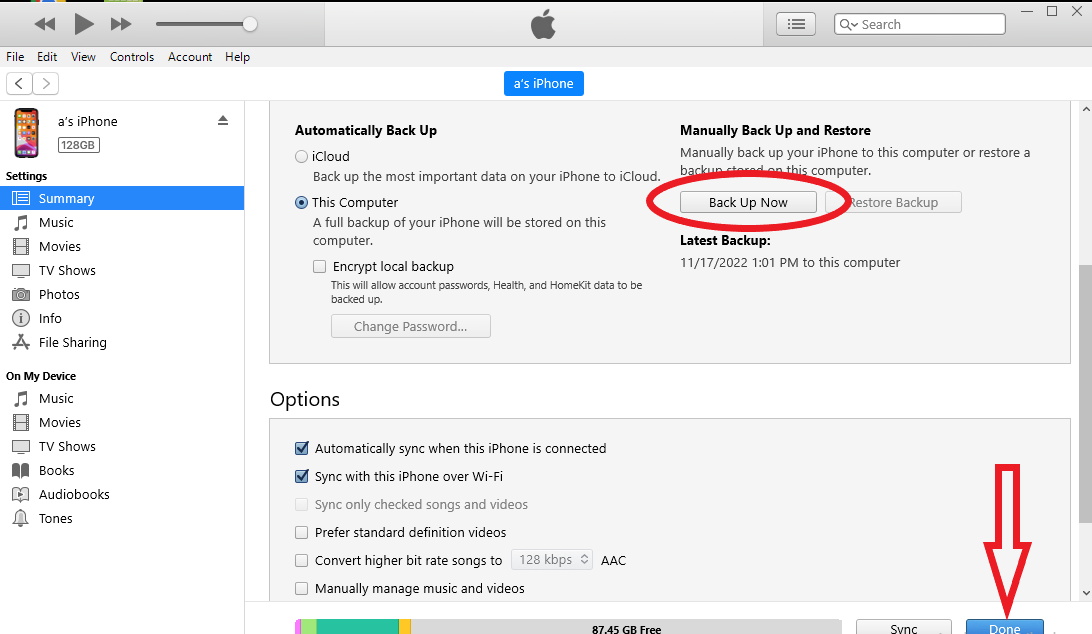 Search
File Edit View Controls Account Help
a's iPhone
a's iPhone
128GB
Settings
Summary
Music
Movies
TV Shows
Photos
Info
File Sharing
On My Device
Music
Movies
TV Shows
Books
Audiobooks
Tones
Automatically Back Up
iCloud
Back up the most important data on your iPhone to iCloud.
This Computer
A full backup of your iPhone will be stored on this
computer.
Encrypt local backup
This will allow account passwords, Health, and HomeKit data to be
backed up.
Change Password...
Manually Back Up and Restore
Manually back up your iPhone to this computer or restore a
backup stored on this computer.
Back Up Now
Restore Backup
Latest Backup:
11/17/2022 1:01 PM to this computer
Options
Automatically sync when this iPhone is connected
Sync with this iPhone over Wi-Fi
Sync only checked songs and videos
Prefer standard definition videos
Convert higher bit rate songs to 128 kbps AAC
Manually manage music and videos
87.45 GB Free
Sync
Done